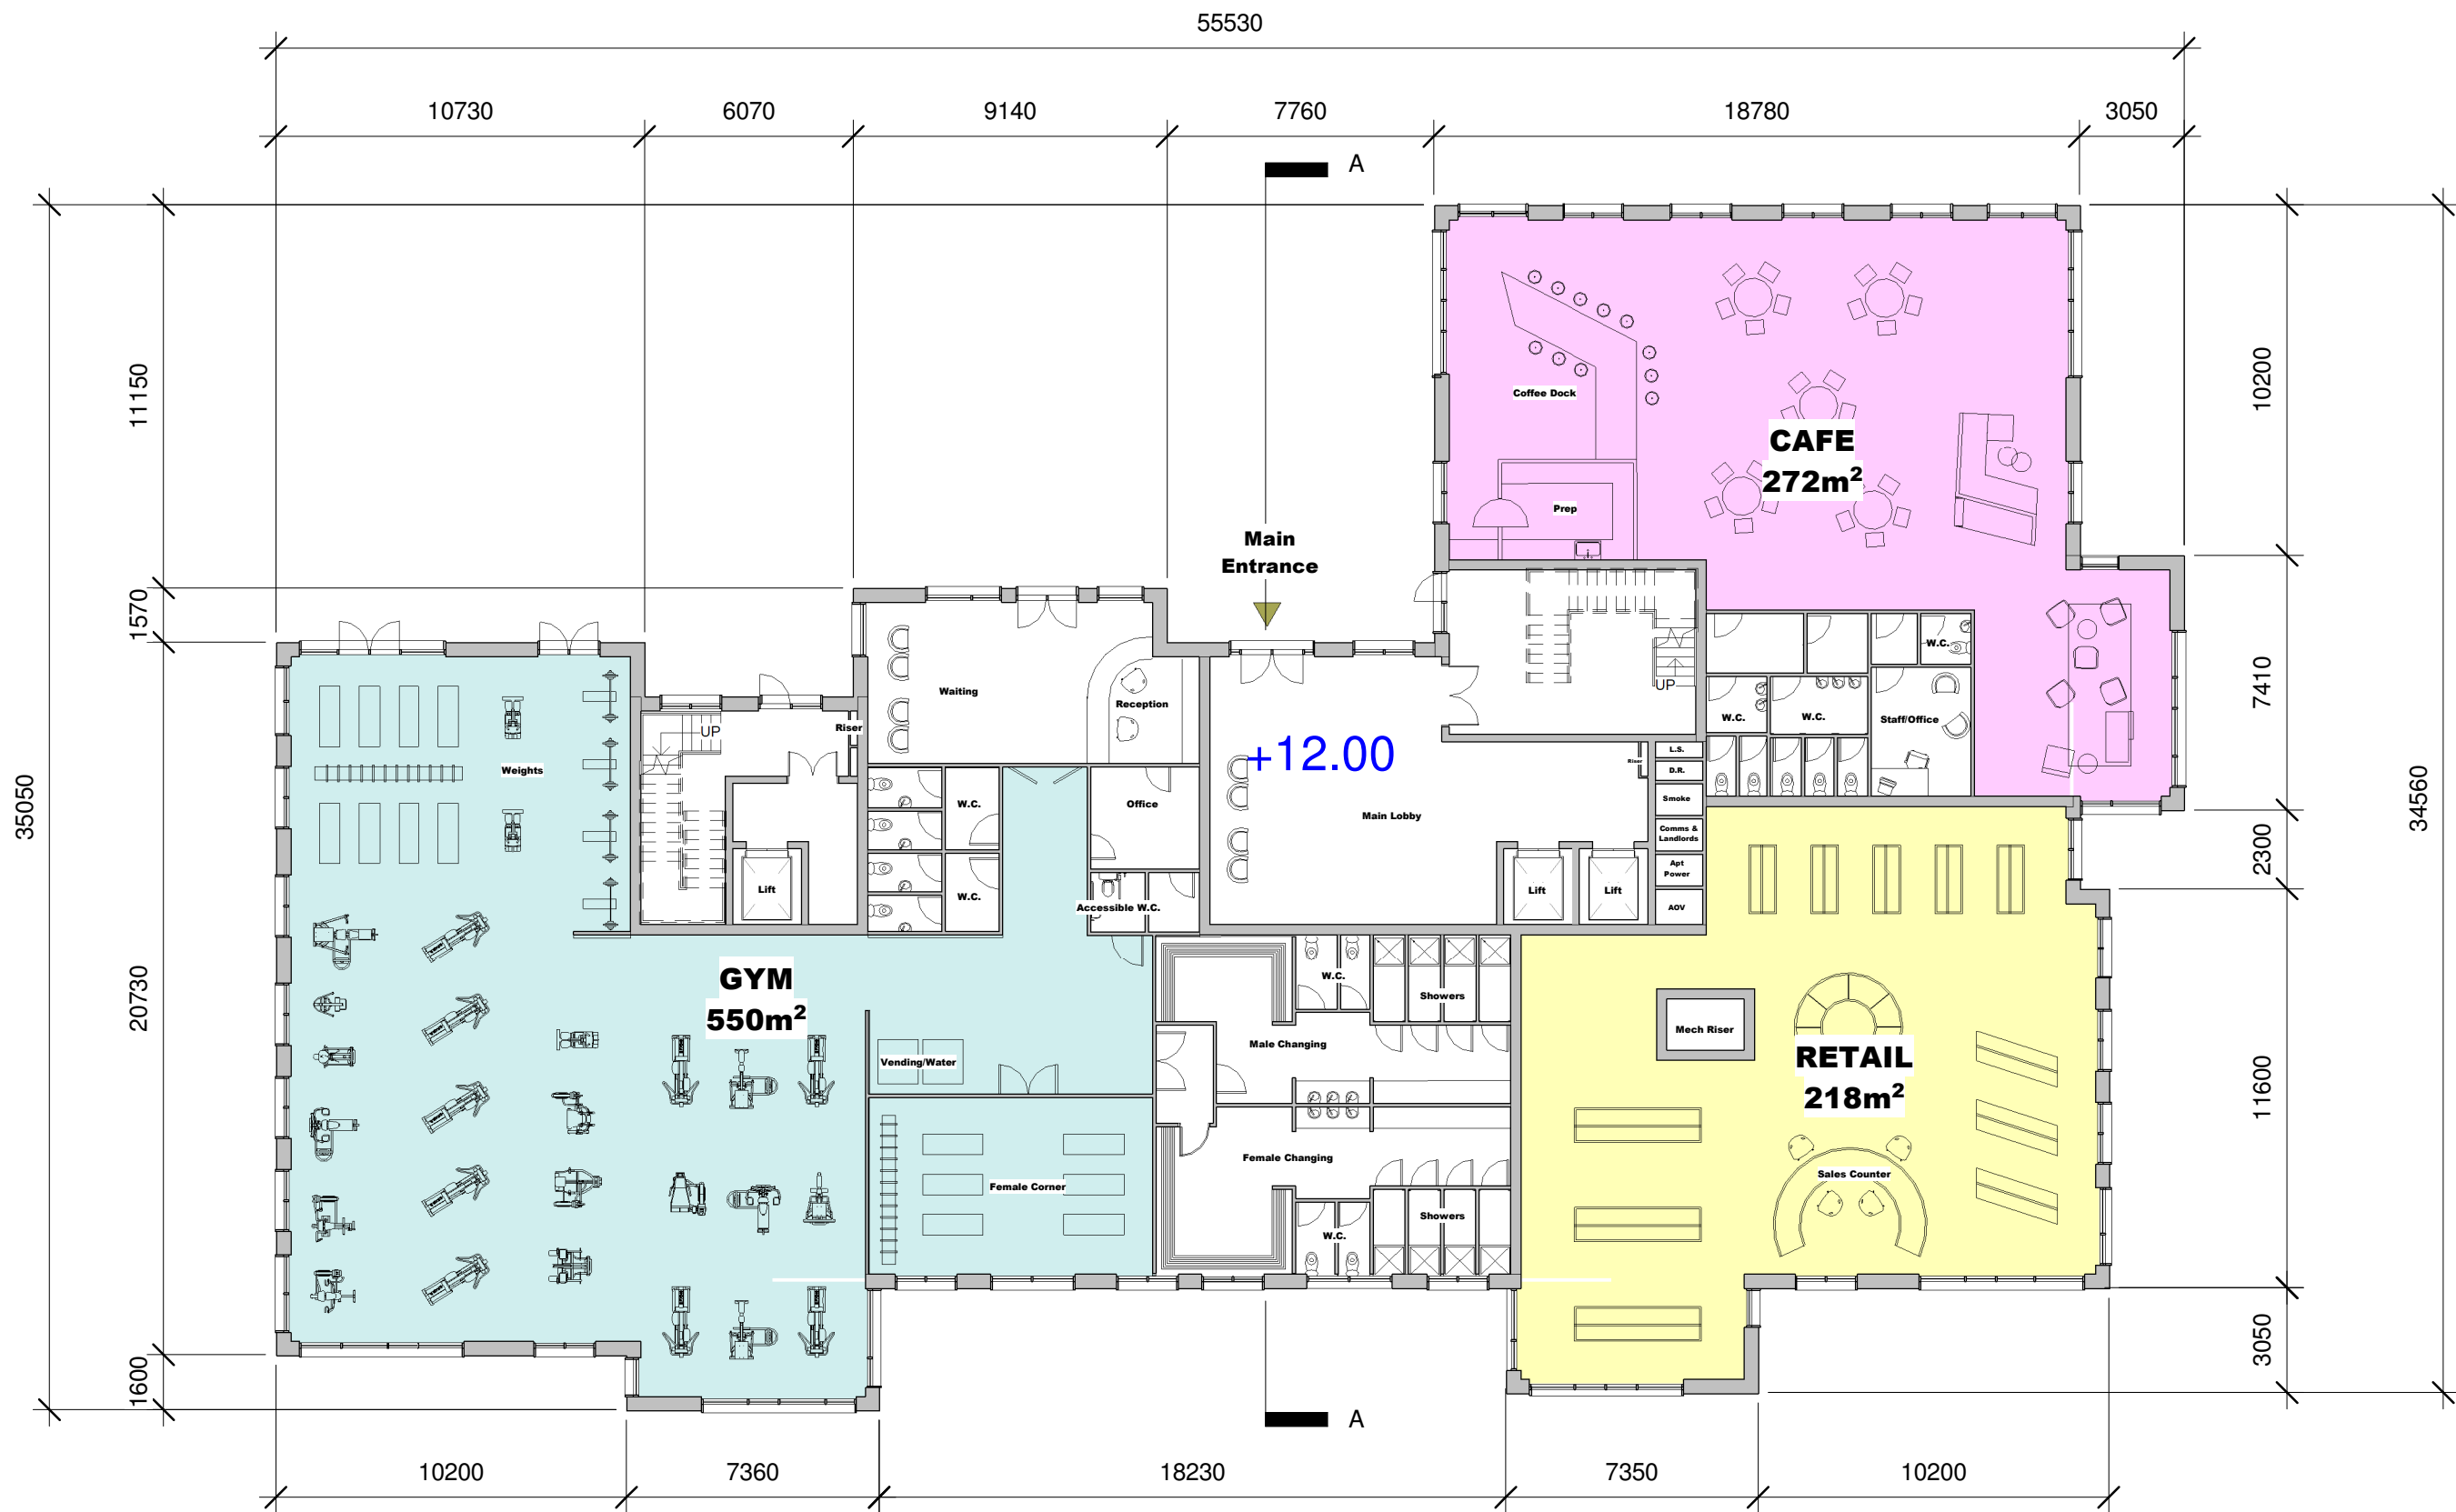 55530
10730
6070
9140
7760
18780
3050
A
11150
1570
35050
20730
1600
10200
7410
34560
2300
11600
3050
Coffee Dock
CAFE
272m²
Prep
Main
Entrance
W.C.
UP
Waiting
Reception
Riser
UP
W.C.
W.C.
Staff/Office
+12.00
L.S.
Riser
D.R.
Weights
W.C.
Office
Smoke
Main Lobby
Comms &
Landlords
Apt
Power
Lift
W.C.
Lift
Lift
Accessible W.C.
AOV
GYM
550m²
W.C.
Showers
Mech Riser
Male Changing
RETAIL
218m²
Vending/Water
Female Changing
Sales Counter
Female Corner
Showers
W.C.
A
10200
7360
18230
7350
10200